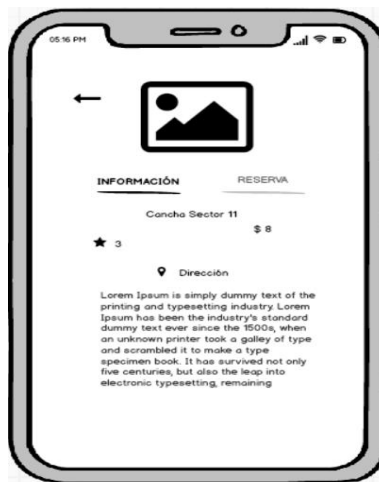 05:16 PM
INFORMACIÓN
RESERVA
Cancha Sector 11
$ 8
3
Dirección
Lorem Ipsum is simply dummy text of the
printing and typesetting industry. Lorem
Ipsum has been the industry's standard
dummy text ever since the 1500s, when
an unknown printer took a galley of type
and scrambled it to make a type
specimen book. It has survived not only
five centuries, but also the leap into
electronic typesetting, remaining